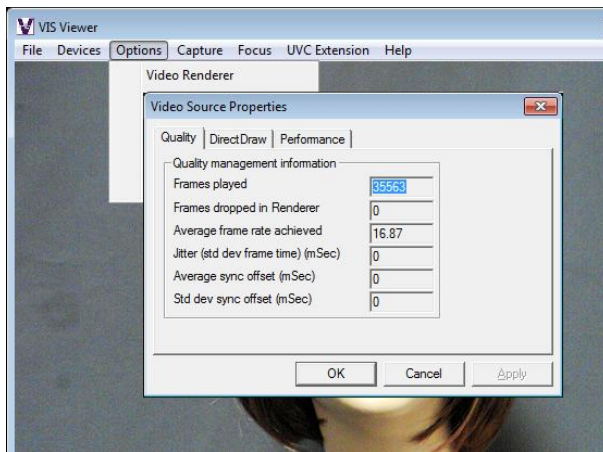 VIS Viewer
File Devices Options Capture Focus UVC Extension Help
Video Renderer
Video Source Properties
Quality DirectDraw Performance
Quality management information
Frames played 35563
Frames dropped in Renderer 0
Average frame rate achieved 16.87
Jitter (std dev frame time) (mSec) 0
Average sync offset (mSec) 0
Std dev sync offset (mSec) 0
OK Cancel Apply